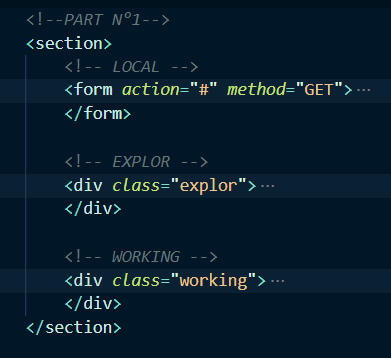 <!--PART N°1-->
<section>
<!-- LOCAL -->
<form action="#" method="GET">···
</form>
<!-- EXPLOR -->
<div class="explor">···
</div>
<!-- WORKING -->
<div class="working">···
</div>
</section>